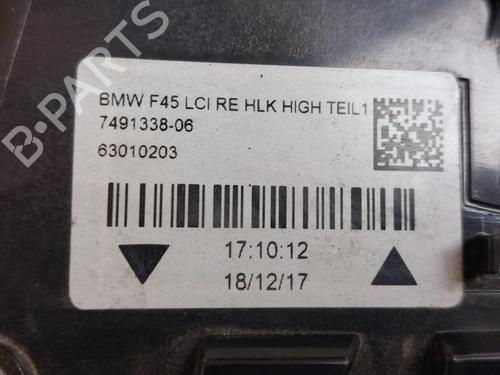 BMW F45 LCI RE HLK HIGH TEIL1
7491338-06
63010203
17:10:12
18/12/17
B-PARTS